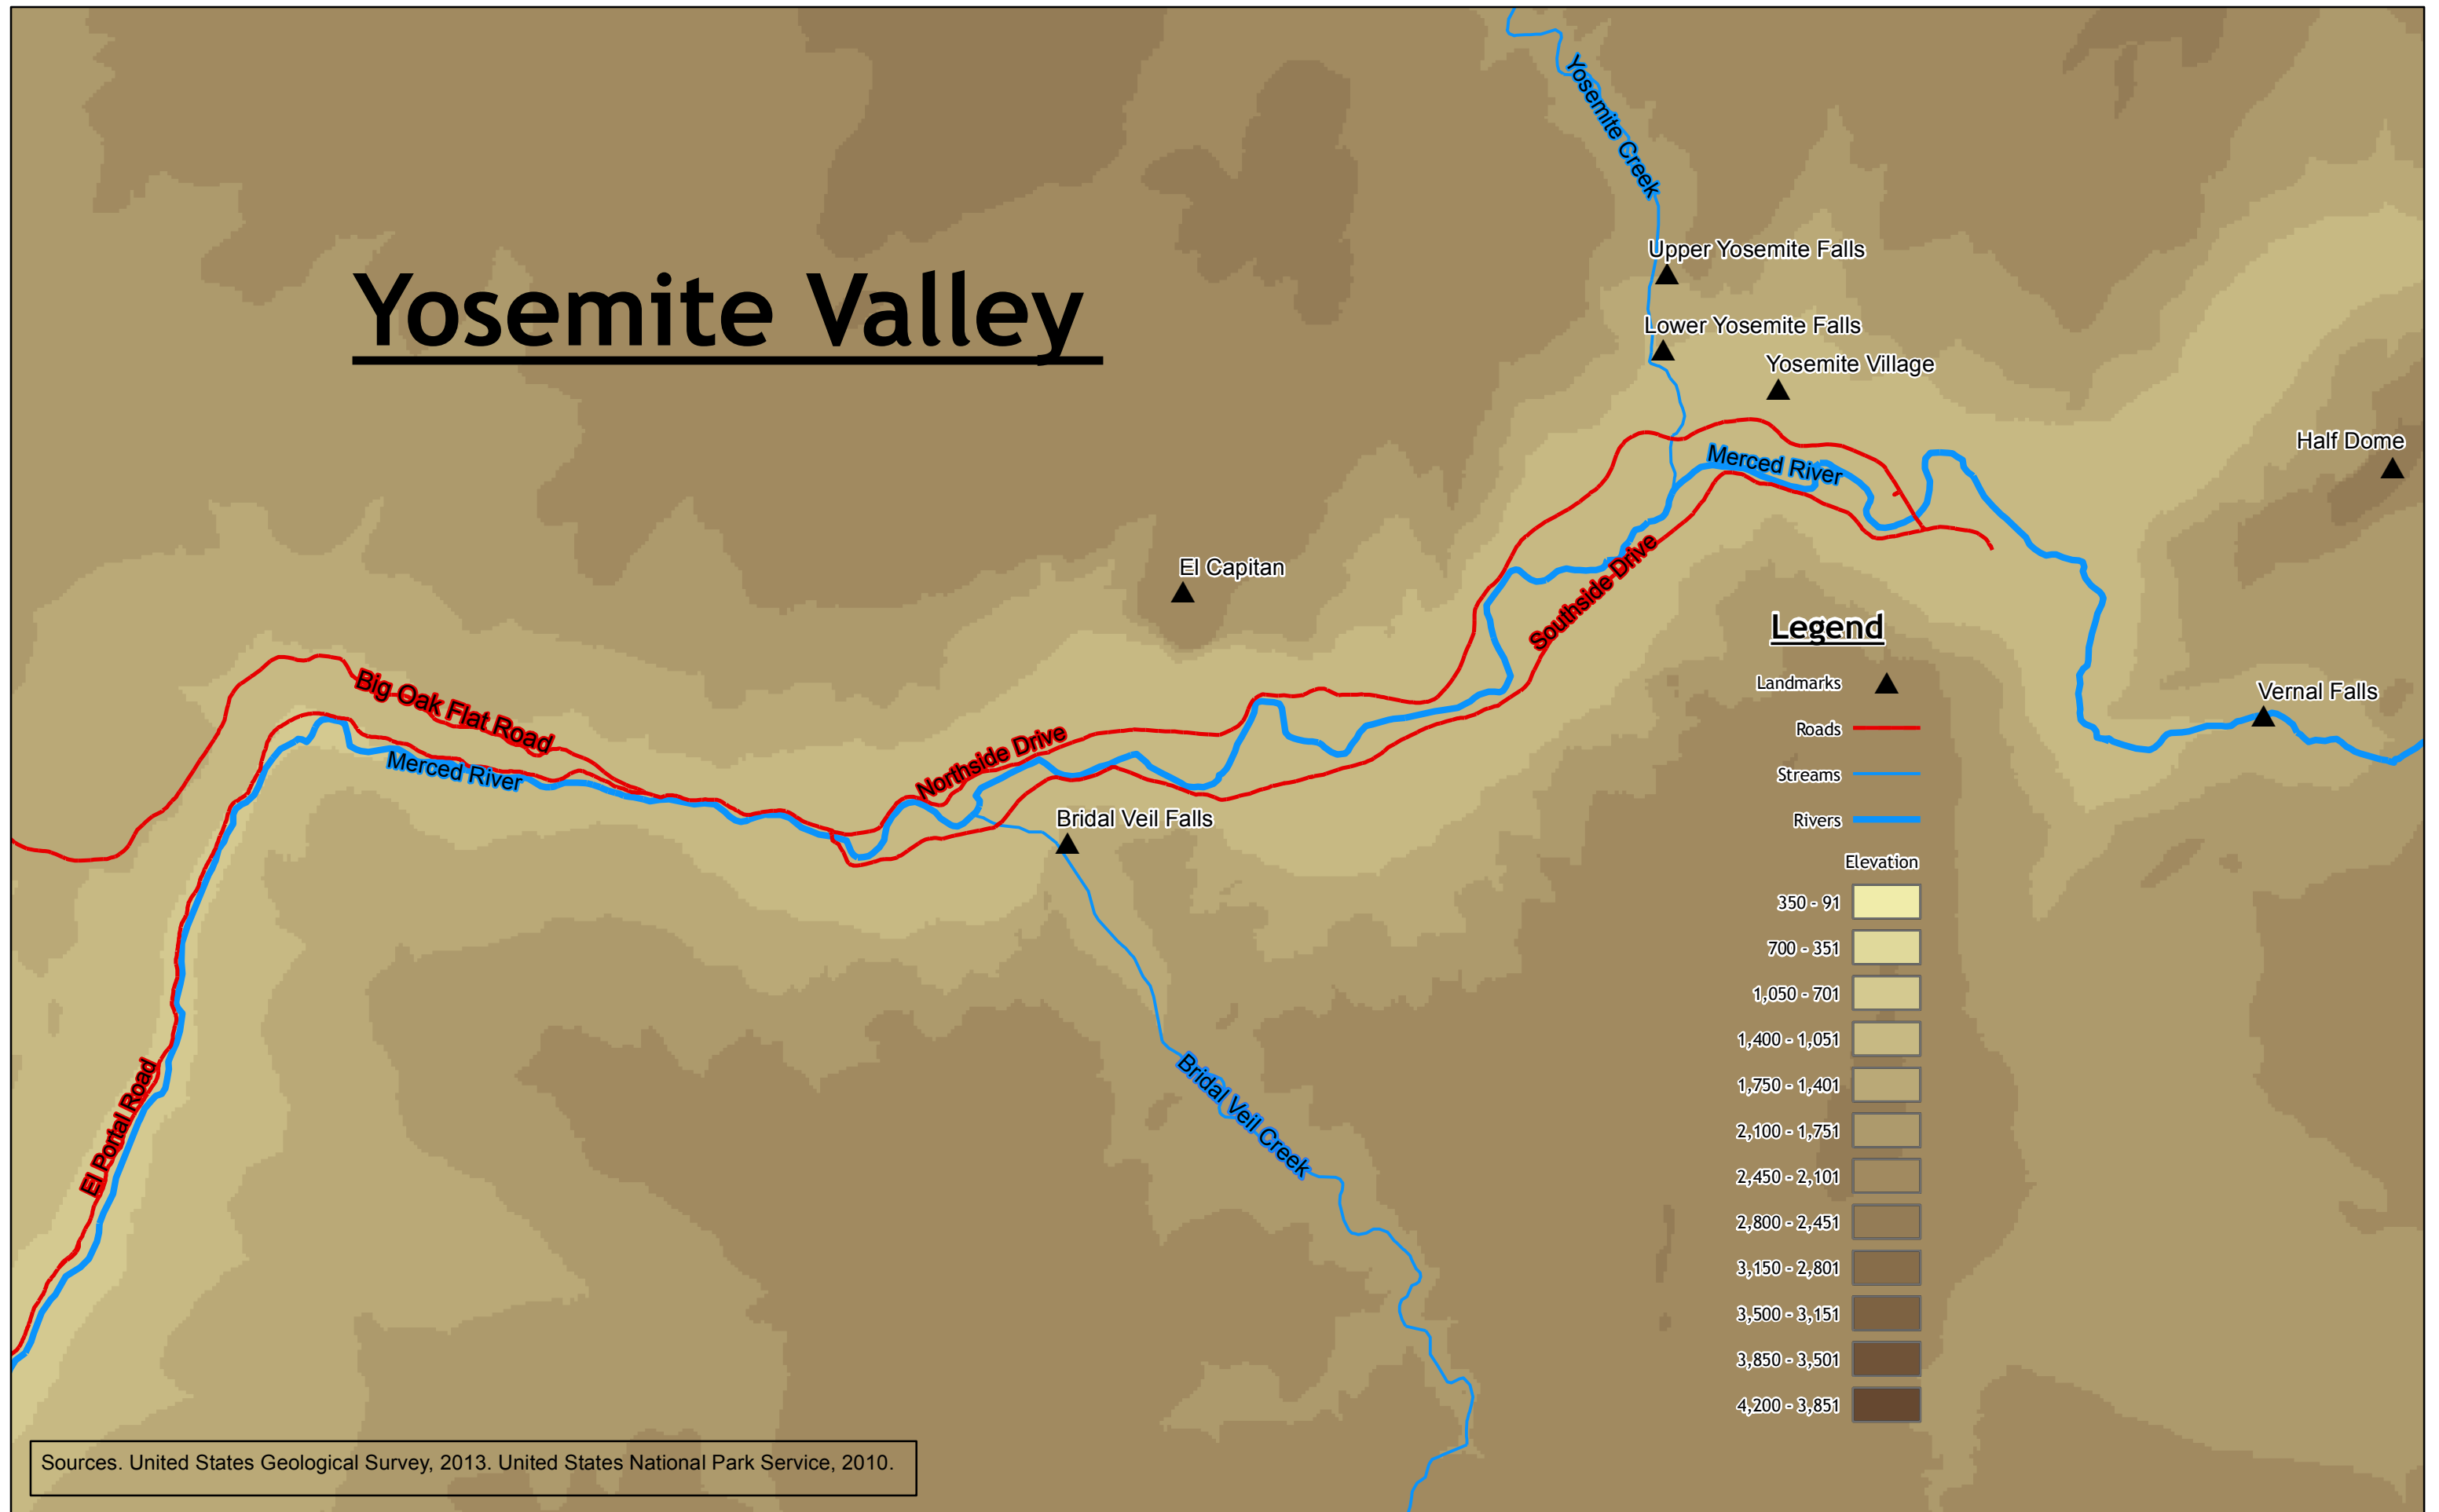 Yosemite Creek
Upper Yosemite Falls
Yosemite Valley
Lower Yosemite Falls
Yosemite Village
Half Dome
Merced River
El Capitan
Southside Drive
Big Oak Flat Road
Northside Drive
Merced River
Vernal Falls
Bridal Veil Falls
El Portal Road
Bridal Veil Creek
Legend
Landmarks
Roads
Streams
Rivers
Elevation
350 - 91
700 - 351
1,050 - 701
1,400 - 1,051
1,750 - 1,401
2,100 - 1,751
2,450 - 2,101
2,800 - 2,451
3,150 - 2,801
3,500 - 3,151
3,850 - 3,501
4,200 - 3,851
Sources. United States Geological Survey, 2013. United States National Park Service, 2010.